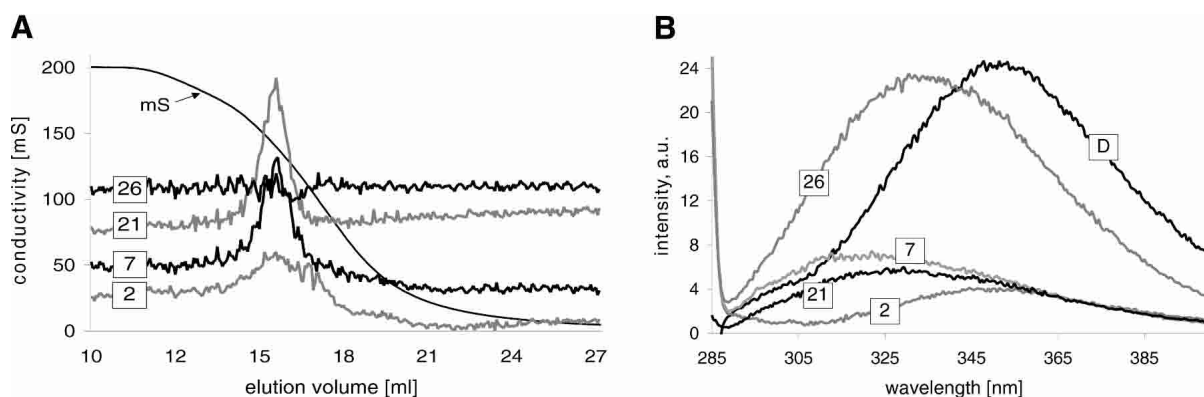 A
200
150
100
50
0
conductivity [mS]
mS
26
21
7
2
10 12 15 18 21 24 27
elution volume [ml]
B
24
20
16
12
8
4
0
intensity, a.u.
26
D
7
21
2
285 305 325 345 365 385
wavelength [nm]